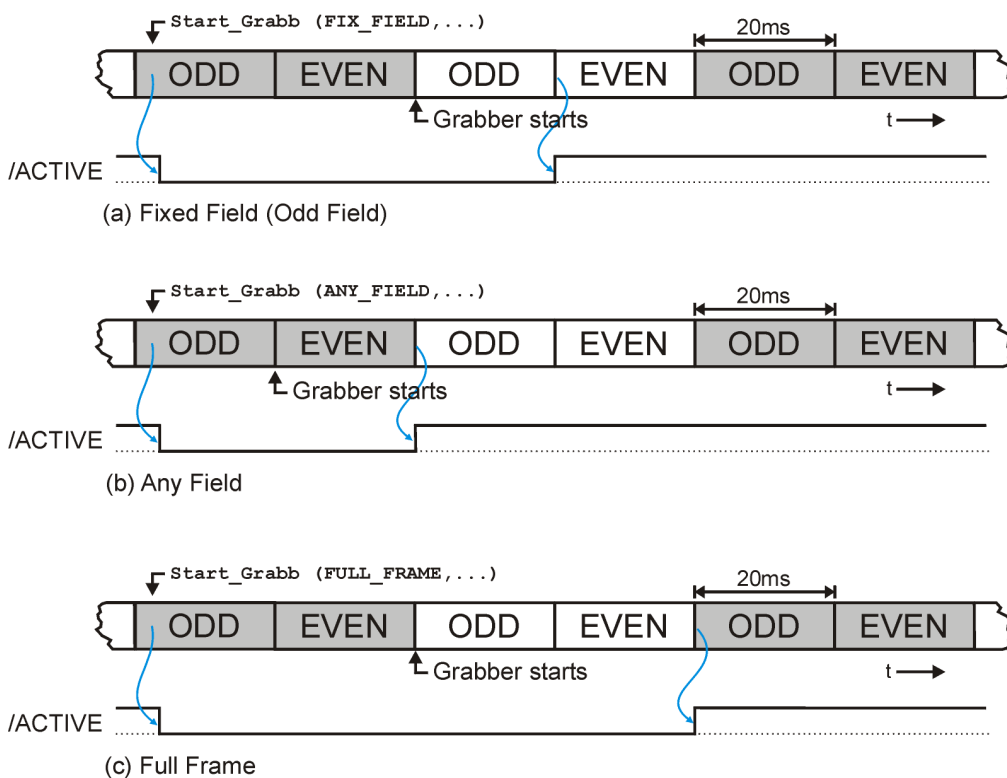 Start_Grabb (FIX_FIELD,...)
20ms
ODD EVEN ODD EVEN ODD EVEN
Grabber starts
t
/ACTIVE
(a) Fixed Field (Odd Field)
Start_Grabb (ANY_FIELD,...)
20ms
ODD EVEN ODD EVEN ODD EVEN
Grabber starts
t
/ACTIVE
(b) Any Field
Start_Grabb (FULL_FRAME,...)
20ms
ODD EVEN ODD EVEN ODD EVEN
Grabber starts
t
/ACTIVE
(c) Full Frame